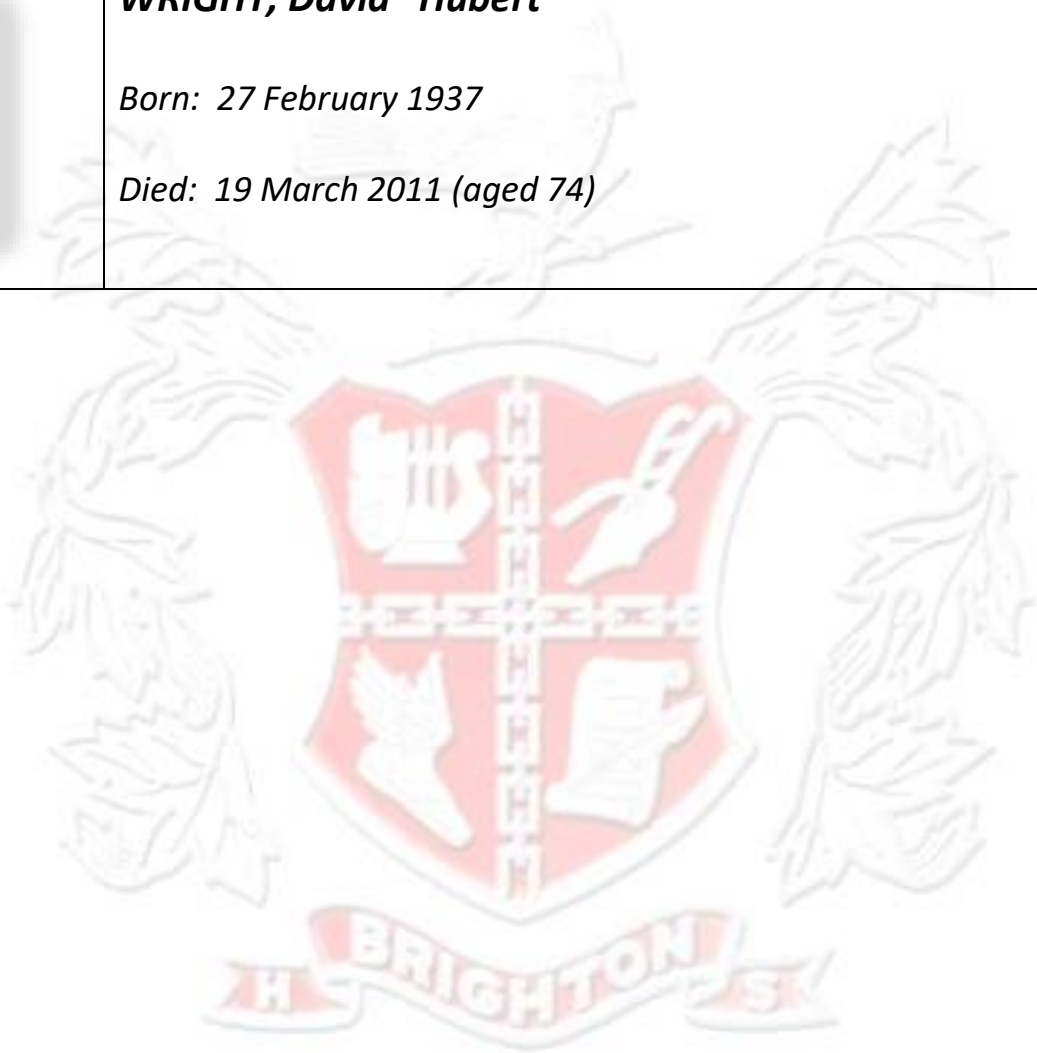 WRIGHT, David "Hubert"
Born: 27 February 1937
Died: 19 March 2011 (aged 74)
BRIGHTON
H S